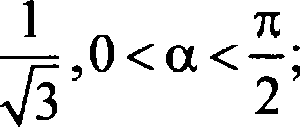 1/√3, 0 < α < π/2;